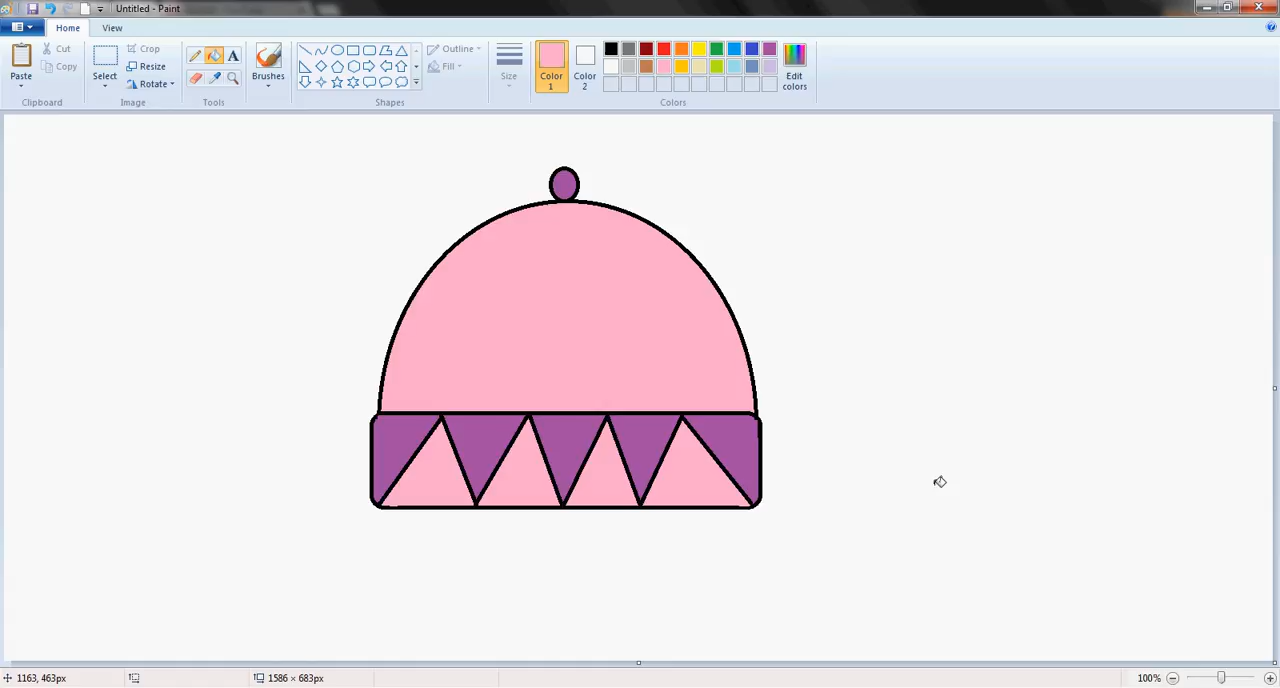 Untitled - Paint
Home View
Paste
Cut
Copy
Clipboard
Select
Crop
Resize
Rotate
Image
A
Tools
Brushes
Shapes
Outline
Fill
Size
Color 1
Color 2
Edit colors
Colors
1163, 463px
1586 × 683px
100%